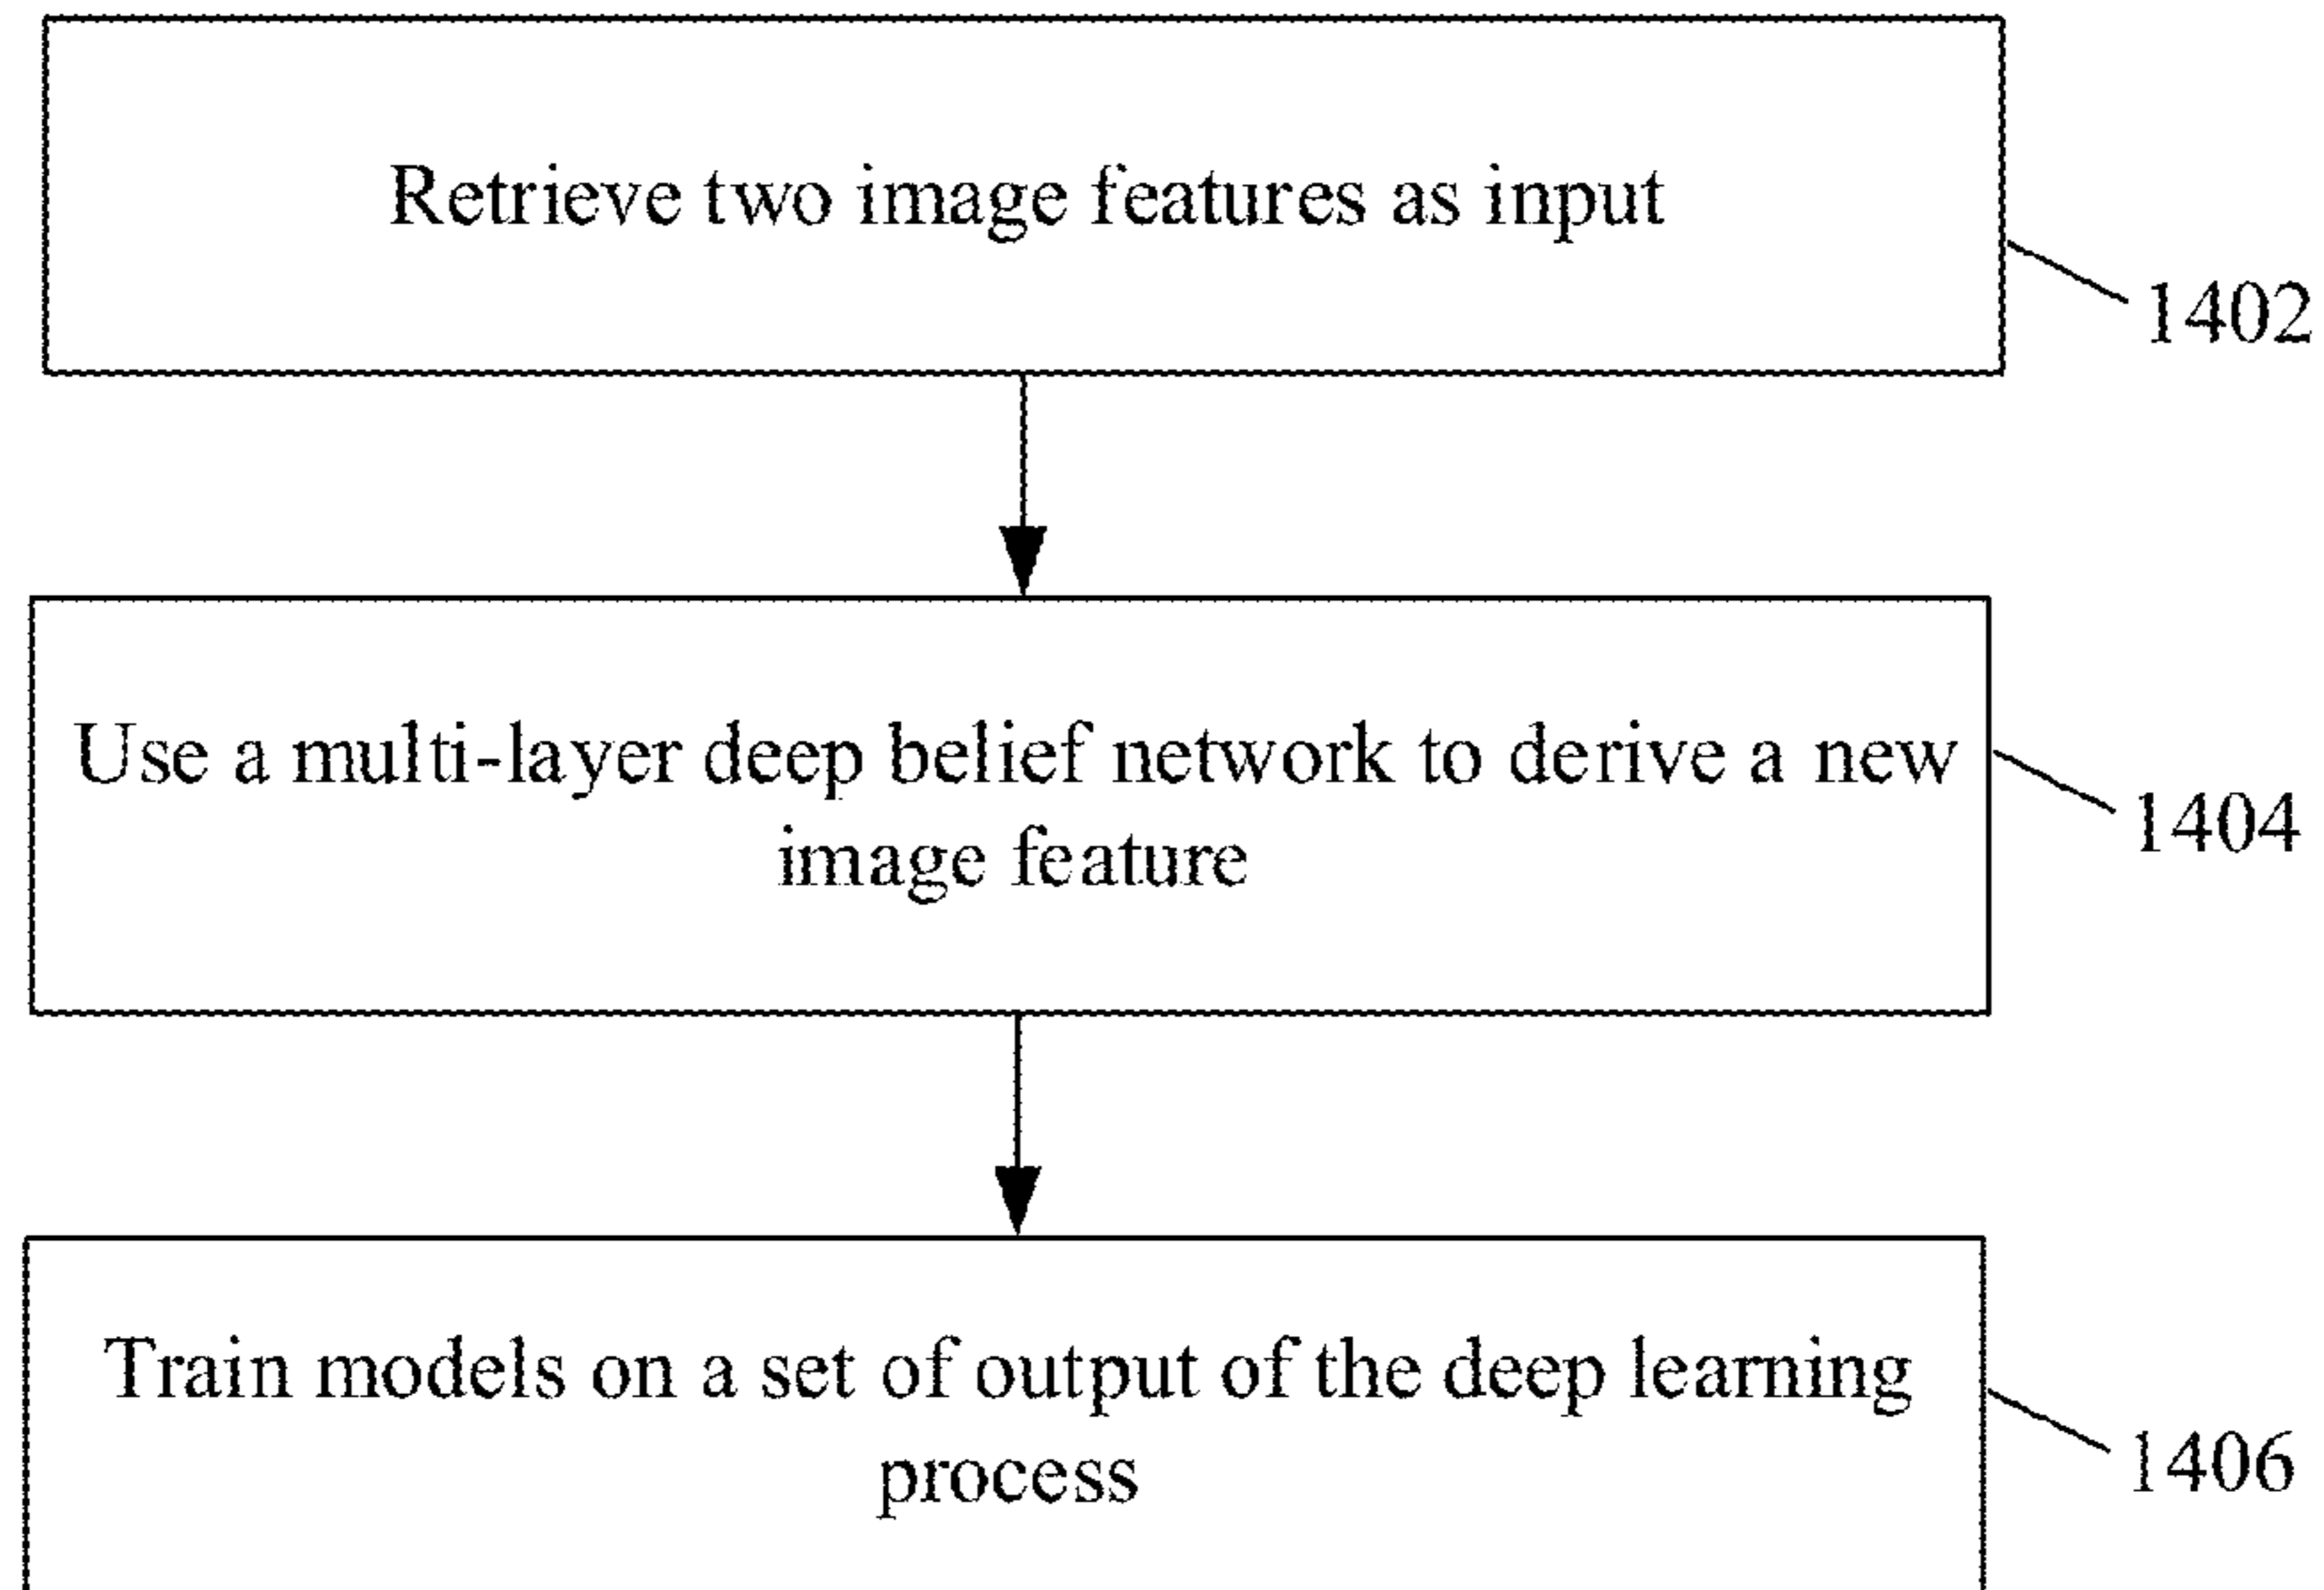 Retrieve two image features as input
1402
Use a multi-layer deep belief network to derive a new
image feature
1404
Train models on a set of output of the deep learning
process
1406